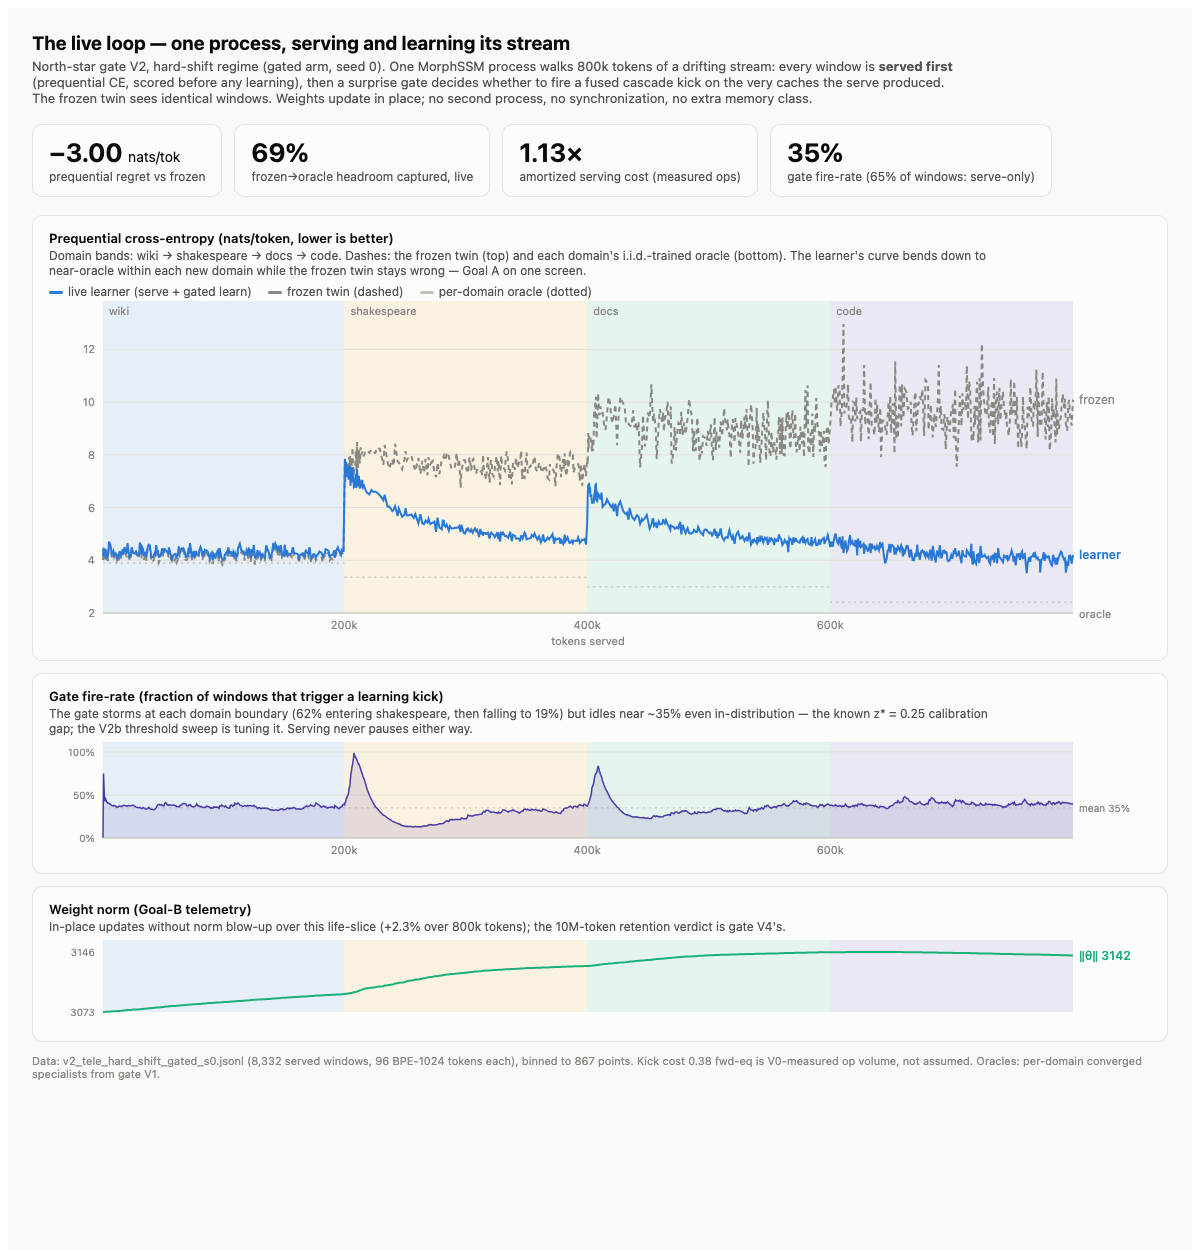 The live loop — one process, serving and learning its stream
North-star gate V2, hard-shift regime (gated arm, seed 0). One MorphSSM process walks 800k tokens of a drifting stream: every window is served first
(prequential CE, scored before any learning), then a surprise gate decides whether to fire a fused cascade kick on the very caches the serve produced.
The frozen twin sees identical windows. Weights update in place; no second process, no synchronization, no extra memory class.
−3.00 nats/tok
prequential regret vs frozen
69%
frozen→oracle headroom captured, live
1.13×
amortized serving cost (measured ops)
35%
gate fire-rate (65% of windows: serve-only)
Prequential cross-entropy (nats/token, lower is better)
Domain bands: wiki → shakespeare → docs → code. Dashes: the frozen twin (top) and each domain's i.i.d.-trained oracle (bottom). The learner's curve bends down to
near-oracle within each new domain while the frozen twin stays wrong — Goal A on one screen.
live learner (serve + gated learn) frozen twin (dashed) per-domain oracle (dotted)
wiki shakespeare docs code
12
10
8
6
4
2
frozen
learner
oracle
200k 400k 600k
tokens served
Gate fire-rate (fraction of windows that trigger a learning kick)
The gate storms at each domain boundary (62% entering shakespeare, then falling to 19%) but idles near ~35% even in-distribution — the known z* = 0.25 calibration
gap; the V2b threshold sweep is tuning it. Serving never pauses either way.
100%
50%
0%
mean 35%
200k 400k 600k
Weight norm (Goal-B telemetry)
In-place updates without norm blow-up over this life-slice (+2.3% over 800k tokens); the 10M-token retention verdict is gate V4's.
3146
3073
‖θ‖ 3142
Data: v2_tele_hard_shift_gated_s0.jsonl (8,332 served windows, 96 BPE-1024 tokens each), binned to 867 points. Kick cost 0.38 fwd-eq is V0-measured op volume, not assumed. Oracles: per-domain converged
specialists from gate V1.